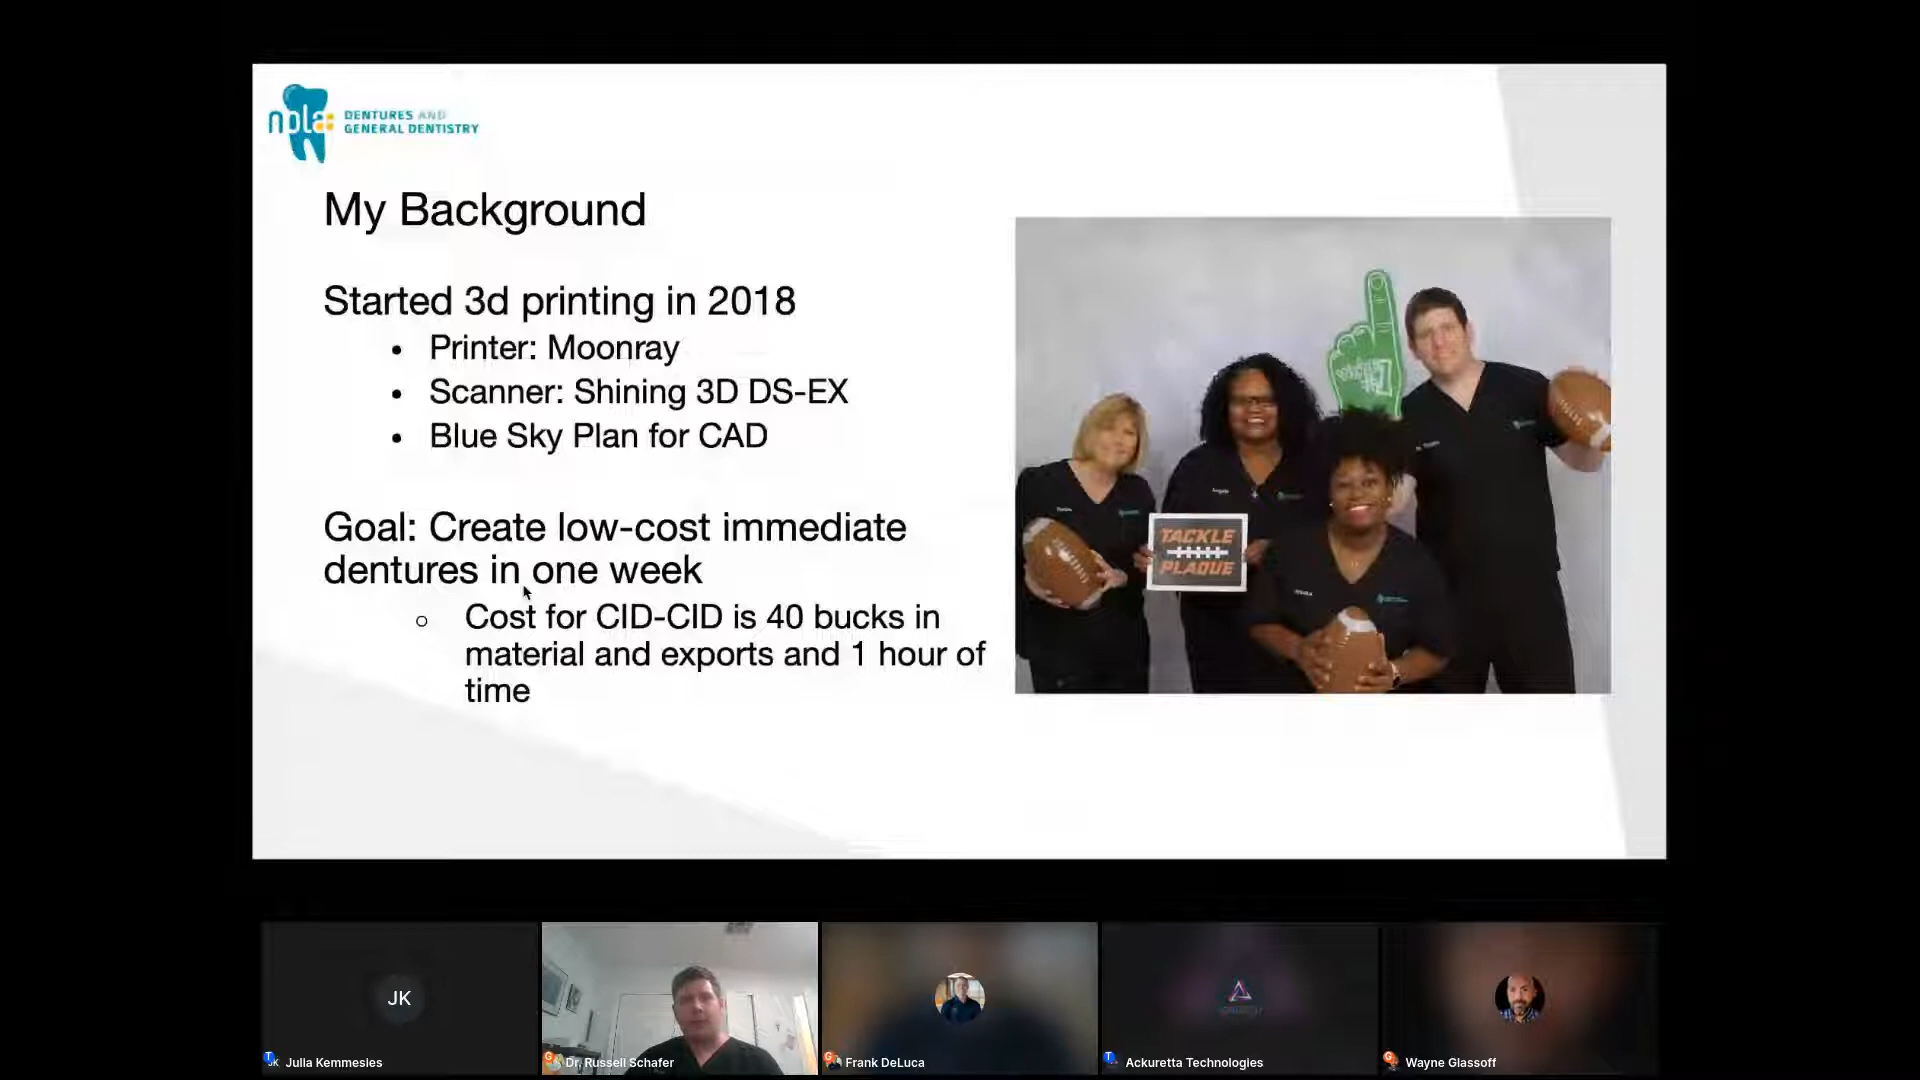 npla:
DENTURES AND
GENERAL DENTISTRY
My Background
Started 3d printing in 2018
• Printer: Moonray
• Scanner: Shining 3D DS-EX
• Blue Sky Plan for CAD
Goal: Create low-cost immediate
dentures in one week
○ Cost for CID-CID is 40 bucks in
material and exports and 1 hour of
time
TACKLE
PLAQUE
JK
Julia Kemmesies
Dr. Russell Schafer
Frank DeLuca
Ackuretta Technologies
Wayne Glassoff